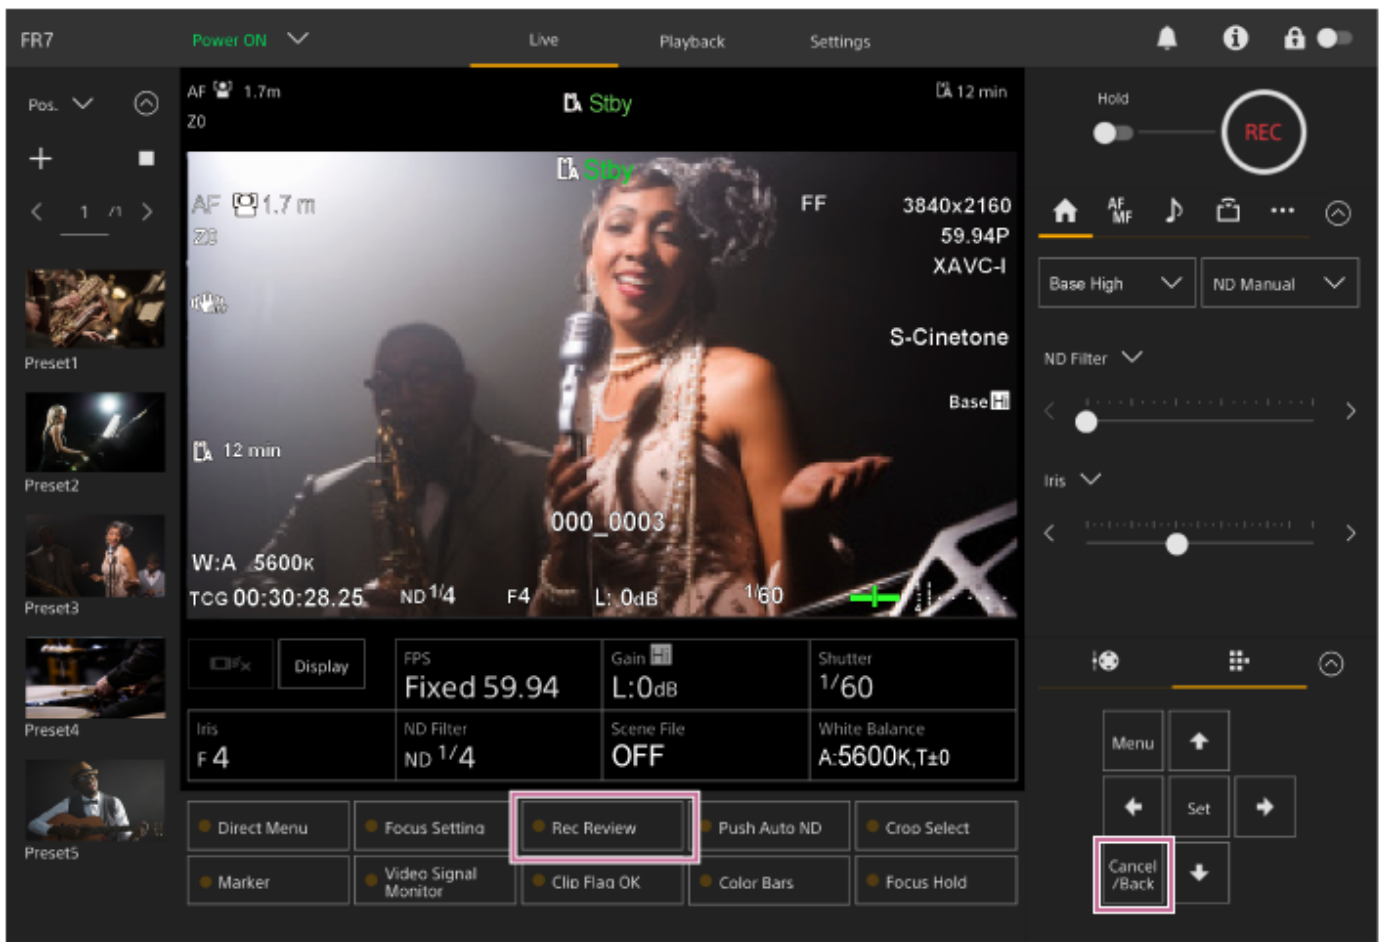 FR7 Power ON Live Playback Settings
Pos.
1 /1
Preset1
Preset2
Preset3
Preset4
Preset5
AF 1.7m
Z0
A Stby
A 12 min
A Stby
AF 1.7 m
Z0
FF
3840x2160
59.94P
XAVC-I
S-Cinetone
Base Hi
A 12 min
000_0003
W:A 5600K
TCG 00:30:28.25 ND1/4 F4 L: 0dB 1/60
Display
FPS
Fixed 59.94
Gain Hi
L:0dB
Shutter
1/60
Iris
F 4
ND Filter
ND 1/4
Scene File
OFF
White Balance
A:5600K,T±0
Direct Menu
Focus Setting
Rec Review
Push Auto ND
Crop Select
Marker
Video Signal
Monitor
Clip Flag OK
Color Bars
Focus Hold
Hold
REC
AF
MF
Base High
ND Manual
ND Filter
Iris
Menu
Set
Cancel
/Back